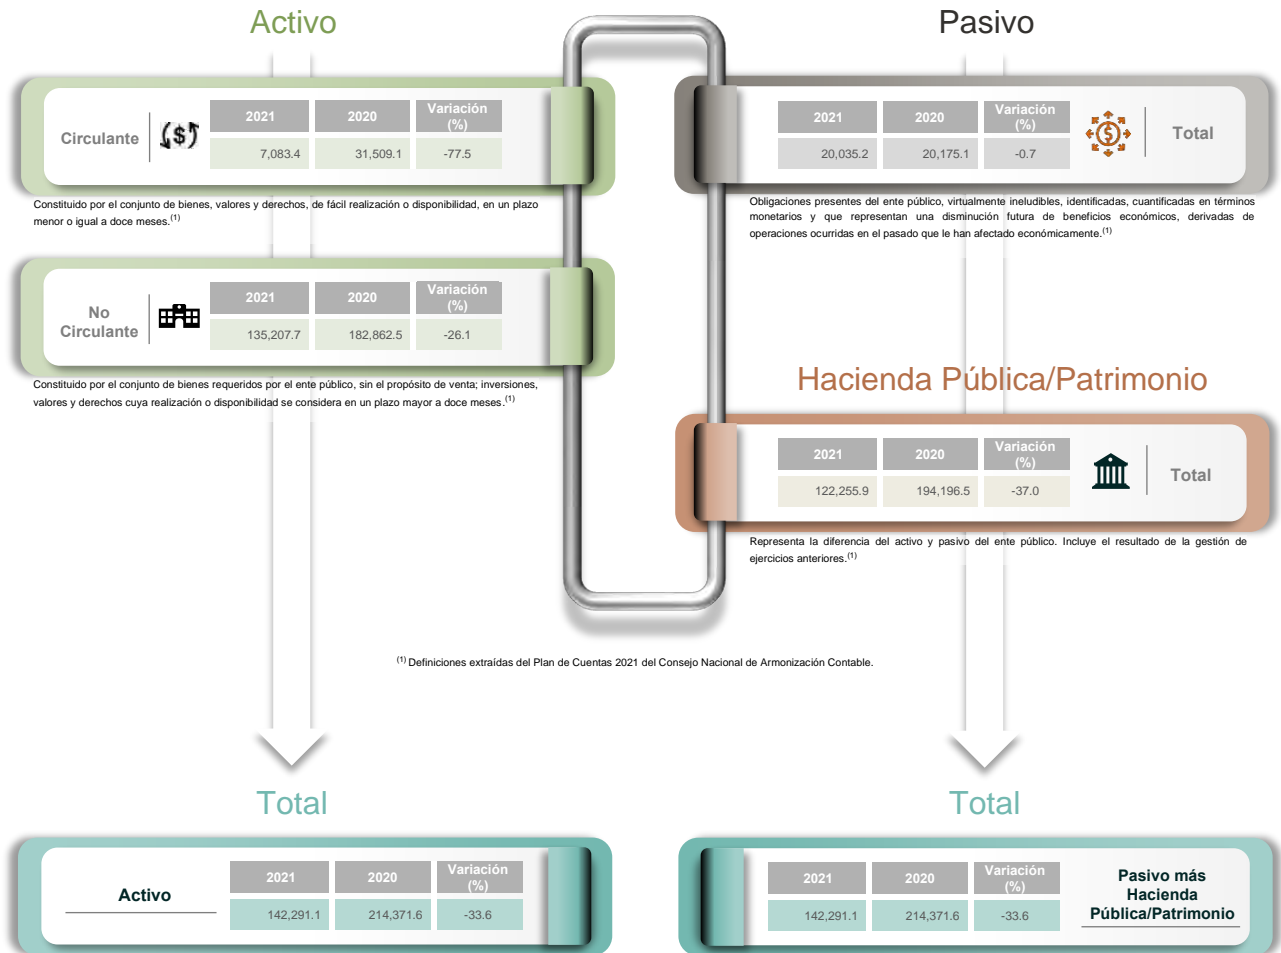 Activo
Circulante
2021 2020 Variación (%)
7,083.4 31,509.1 -77.5
Constituido por el conjunto de bienes, valores y derechos, de fácil realización o disponibilidad, en un plazo
menor o igual a doce meses.(1)
No
Circulante
2021 2020 Variación (%)
135,207.7 182,862.5 -26.1
Constituido por el conjunto de bienes requeridos por el ente público, sin el propósito de venta; inversiones,
valores y derechos cuya realización o disponibilidad se considera en un plazo mayor a doce meses.(1)
Pasivo
2021 2020 Variación (%)
20,035.2 20,175.1 -0.7
Total
Obligaciones presentes del ente público, virtualmente ineludibles, identificadas, cuantificadas en términos
monetarios y que representan una disminución futura de beneficios económicos, derivadas de
operaciones ocurridas en el pasado que le han afectado económicamente.(1)
Hacienda Pública/Patrimonio
2021 2020 Variación (%)
122,255.9 194,196.5 -37.0
Total
Representa la diferencia del activo y pasivo del ente público. Incluye el resultado de la gestión de
ejercicios anteriores.(1)
(1) Definiciones extraídas del Plan de Cuentas 2021 del Consejo Nacional de Armonización Contable.
Total
Activo
2021 2020 Variación (%)
142,291.1 214,371.6 -33.6
Total
2021 2020 Variación (%)
142,291.1 214,371.6 -33.6
Pasivo más
Hacienda
Pública/Patrimonio